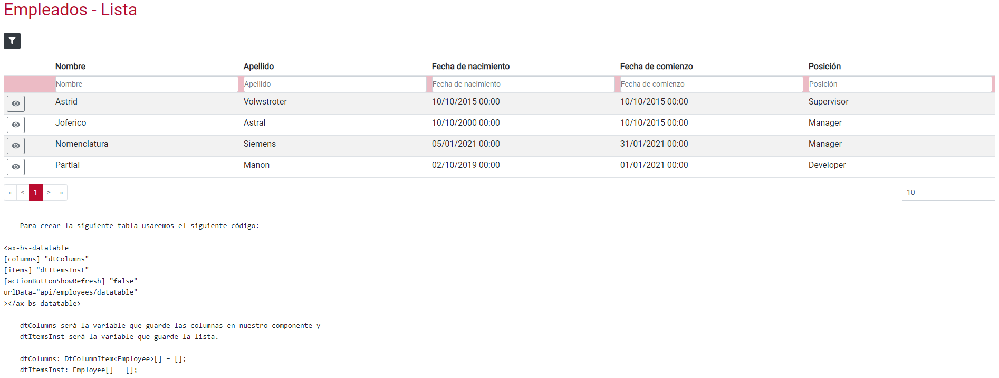 Empleados - Lista
Nombre Apellido Fecha de nacimiento Fecha de comienzo Posición
Nombre Apellido Fecha de nacimiento Fecha de comienzo Posición
Astrid Volwstroter 10/10/2015 00:00 10/10/2015 00:00 Supervisor
Joferico Astral 10/10/2000 00:00 10/10/2015 00:00 Manager
Nomenclatura Siemens 05/01/2021 00:00 31/01/2021 00:00 Manager
Partial Manon 02/10/2019 00:00 01/01/2021 00:00 Developer
« < 1 > » 10
Para crear la siguiente tabla usaremos el siguiente código:
<ax-bs-datatable
[columns]="dtColumns"
[items]="dtItemsInst"
[actionButtonShowRefresh]="false"
urlData="api/employees/datatable"
></ax-bs-datatable>
dtColumns será la variable que guarde las columnas en nuestro componente y
dtItemsInst será la variable que guarde la lista.
dtColumns: DtColumnItem<Employee>[] = [];
dtItemsInst: Employee[] = [];